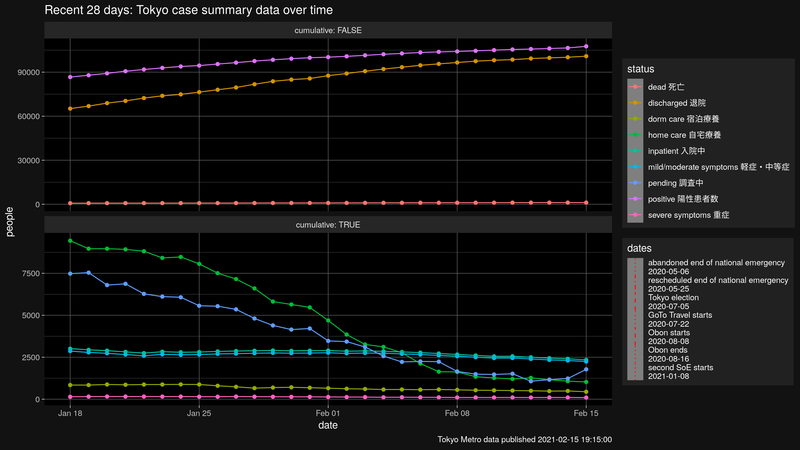 Recent 28 days: Tokyo case summary data over time
cumulative: FALSE
90000
60000
30000
0
cumulative: TRUE
7500
5000
2500
0
people
Jan 18
Jan 25
Feb 01
Feb 08
Feb 15
date
Tokyo Metro data published 2021-02-15 19:15:00
status
dead 死亡
discharged 退院
dorm care 宿泊療養
home care 自宅療養
inpatient 入院中
mild/moderate symptoms 軽症・中等症
pending 調査中
positive 陽性患者数
severe symptoms 重症
dates
abandoned end of national emergency
2020-05-06
rescheduled end of national emergency
2020-05-25
Tokyo election
2020-07-05
GoTo Travel starts
2020-07-22
Obon starts
2020-08-08
Obon ends
2020-08-16
second SoE starts
2021-01-08